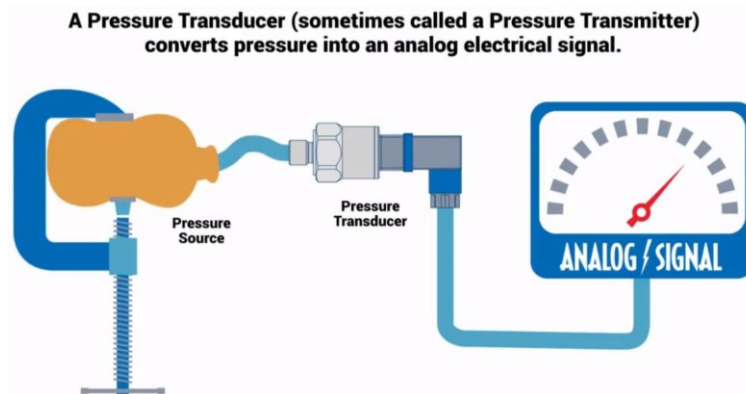 A Pressure Transducer (sometimes called a Pressure Transmitter)
converts pressure into an analog electrical signal.
Pressure
Source
Pressure
Transducer
ANALOG SIGNAL